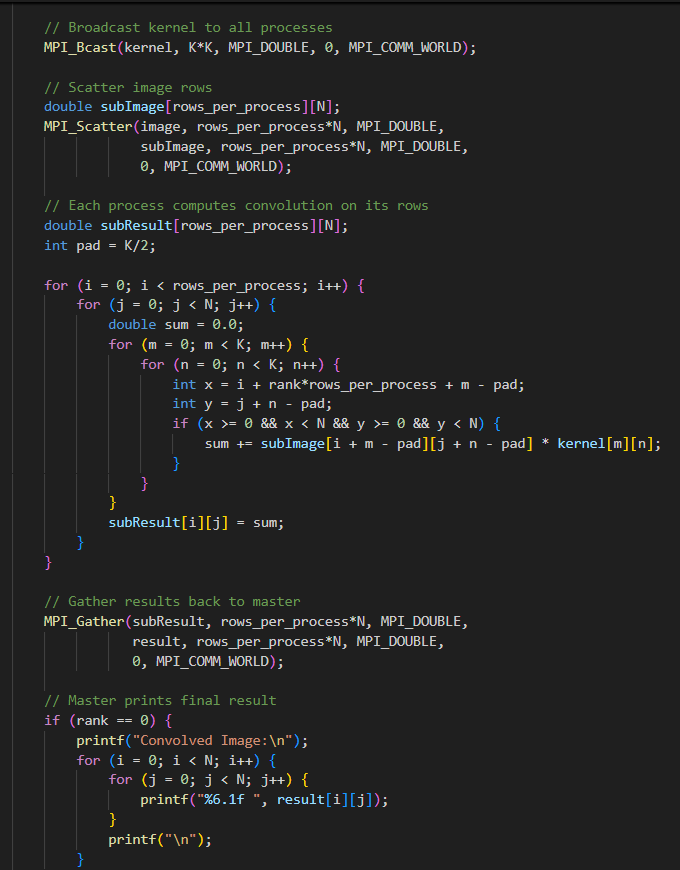 // Broadcast kernel to all processes
MPI_Bcast(kernel, K*K, MPI_DOUBLE, 0, MPI_COMM_WORLD);
// Scatter image rows
double subImage[rows_per_process][N];
MPI_Scatter(image, rows_per_process*N, MPI_DOUBLE,
subImage, rows_per_process*N, MPI_DOUBLE,
0, MPI_COMM_WORLD);
// Each process computes convolution on its rows
double subResult[rows_per_process][N];
int pad = K/2;
for (i = 0; i < rows_per_process; i++) {
for (j = 0; j < N; j++) {
double sum = 0.0;
for (m = 0; m < K; m++) {
for (n = 0; n < K; n++) {
int x = i + rank*rows_per_process + m - pad;
int y = j + n - pad;
if (x >= 0 && x < N && y >= 0 && y < N) {
sum += subImage[i + m - pad][j + n - pad] * kernel[m][n];
}
}
}
subResult[i][j] = sum;
}
}
// Gather results back to master
MPI_Gather(subResult, rows_per_process*N, MPI_DOUBLE,
result, rows_per_process*N, MPI_DOUBLE,
0, MPI_COMM_WORLD);
// Master prints final result
if (rank == 0) {
printf("Convolved Image:\n");
for (i = 0; i < N; i++) {
for (j = 0; j < N; j++) {
printf("%6.1f ", result[i][j]);
}
printf("\n");
}